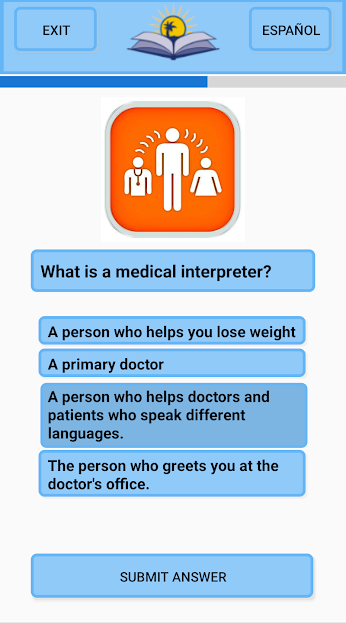 EXIT
ESPAÑOL
What is a medical interpreter?
A person who helps you lose weight
A primary doctor
A person who helps doctors and
patients who speak different
languages.
The person who greets you at the
doctor's office.
SUBMIT ANSWER